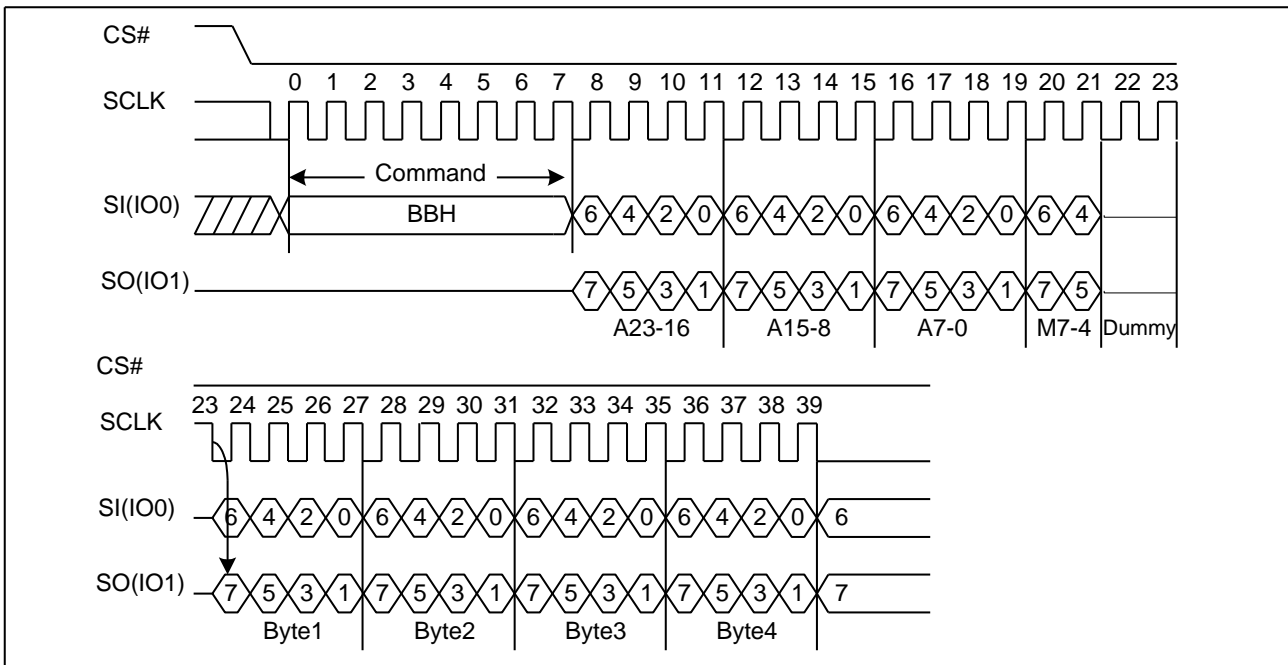 CS#
0 1 2 3 4 5 6 7 8 9 10 11 12 13 14 15 16 17 18 19 20 21 22 23
SCLK
Command
SI(IO0) BBH 6 4 2 0 6 4 2 0 6 4 2 0 6 4
SO(IO1) 7 5 3 1 7 5 3 1 7 5 3 1 7 5
A23-16 A15-8 A7-0 M7-4 Dummy
CS#
23 24 25 26 27 28 29 30 31 32 33 34 35 36 37 38 39
SCLK
SI(IO0) 6 4 2 0 6 4 2 0 6 4 2 0 6 4 2 0 6
SO(IO1) 7 5 3 1 7 5 3 1 7 5 3 1 7 5 3 1 7
Byte1 Byte2 Byte3 Byte4